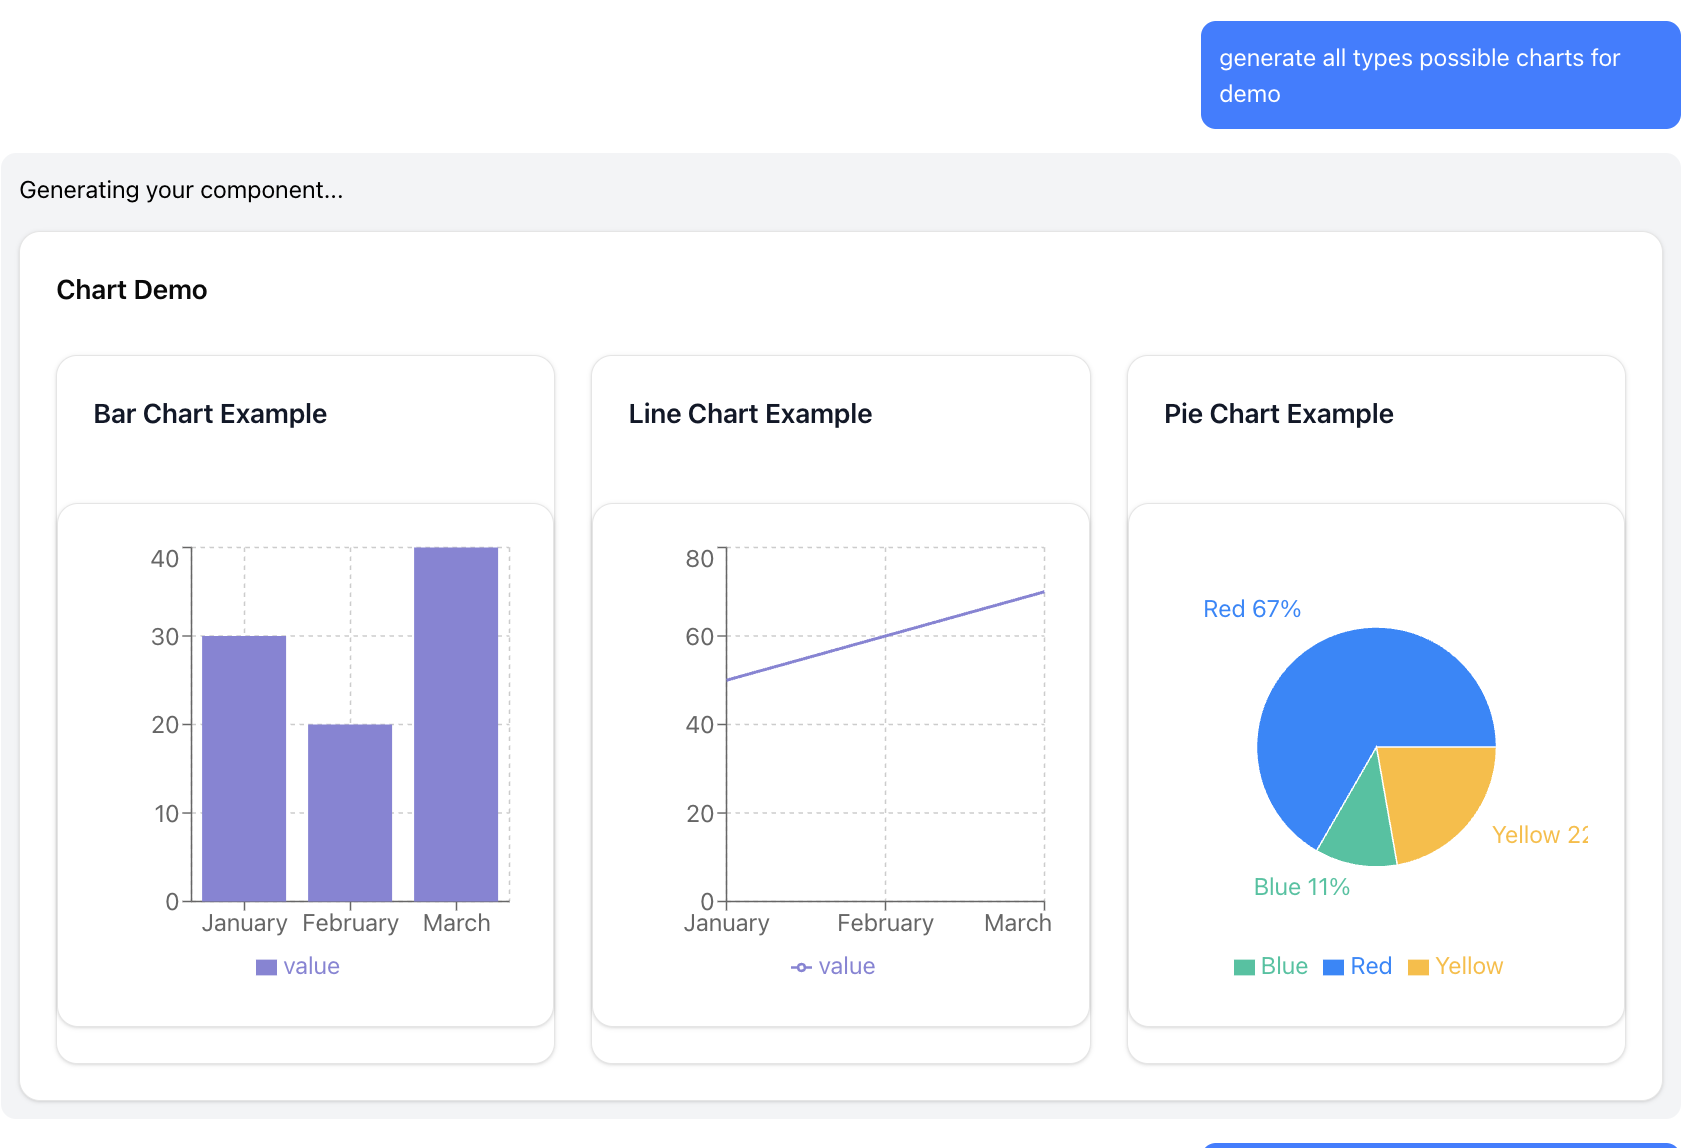 generate all types possible charts for
demo
Generating your component...
Chart Demo
Bar Chart Example
40
30
20
10
0
January February March
value
Line Chart Example
80
60
40
20
0
January February March
value
Pie Chart Example
Red 67%
Yellow 22
Blue 11%
Blue Red Yellow